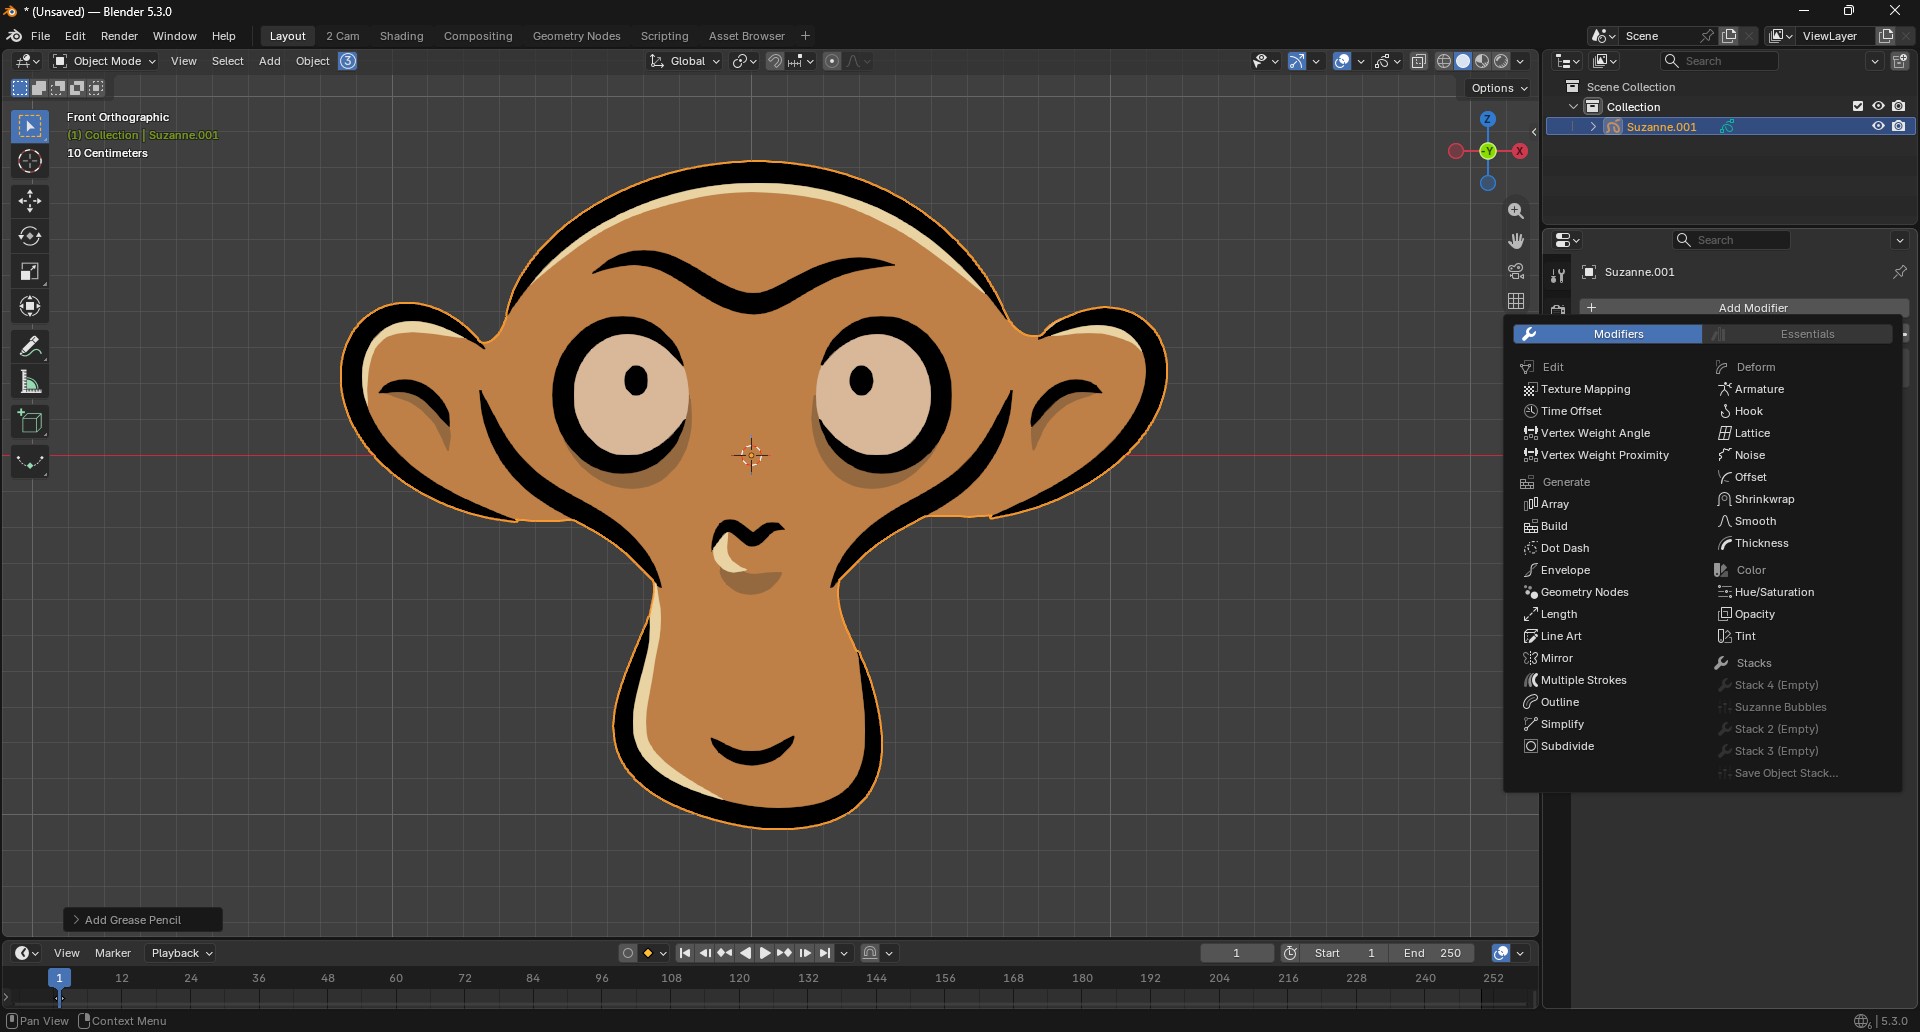 * (Unsaved) — Blender 5.3.0
File Edit Render Window Help Layout 2 Cam Shading Compositing Geometry Nodes Scripting Asset Browser + Scene ViewLayer
Object Mode View Select Add Object 3 Global Search
Options
Front Orthographic
(1) Collection | Suzanne.001
10 Centimeters
Z
-Y X
Scene Collection
Collection
Suzanne.001
Search
Suzanne.001
+ Add Modifier
Modifiers Essentials
Edit
Texture Mapping
Time Offset
Vertex Weight Angle
Vertex Weight Proximity
Generate
Array
Build
Dot Dash
Envelope
Geometry Nodes
Length
Line Art
Mirror
Multiple Strokes
Outline
Simplify
Subdivide
Deform
Armature
Hook
Lattice
Noise
Offset
Shrinkwrap
Smooth
Thickness
Color
Hue/Saturation
Opacity
Tint
Stacks
Stack 4 (Empty)
Suzanne Bubbles
Stack 2 (Empty)
Stack 3 (Empty)
Save Object Stack...
> Add Grease Pencil
View Marker Playback 1 Start 1 End 250
1 12 24 36 48 60 72 84 96 108 120 132 144 156 168 180 192 204 216 228 240 252
Pan View Context Menu 5.3.0